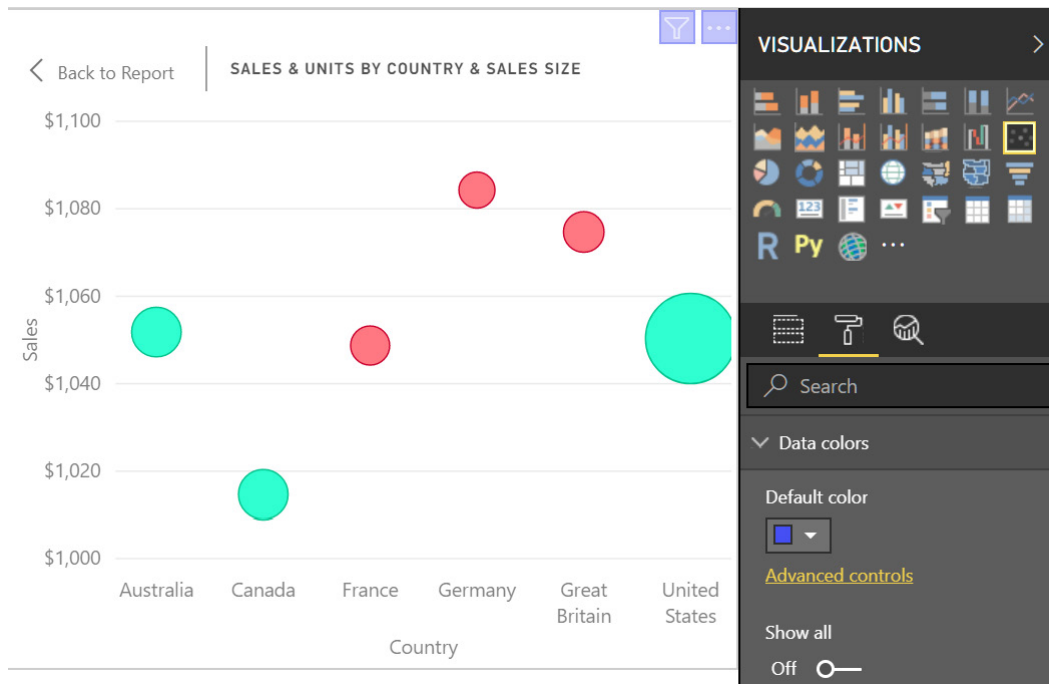 Back to Report
SALES & UNITS BY COUNTRY & SALES SIZE
$1,100
$1,080
$1,060
$1,040
$1,020
$1,000
Sales
Australia
Canada
France
Germany
Great
Britain
United
States
Country
VISUALIZATIONS
123
R
Py
Search
Data colors
Default color
Advanced controls
Show all
Off